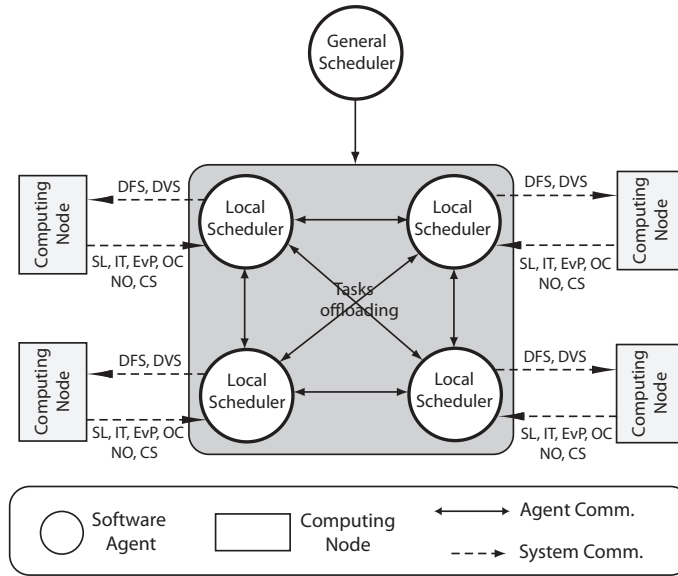 General
Scheduler
Computing
Node
DFS, DVS
SL, IT, EvP, OC
NO, CS
Local
Scheduler
Local
Scheduler
DFS, DVS
SL, IT, EvP, OC
NO, CS
Computing
Node
Tasks
offloading
Computing
Node
DFS, DVS
SL, IT, EvP, OC
NO, CS
Local
Scheduler
Local
Scheduler
DFS, DVS
SL, IT, EvP, OC
NO, CS
Computing
Node
Software
Agent
Computing
Node
Agent Comm.
System Comm.